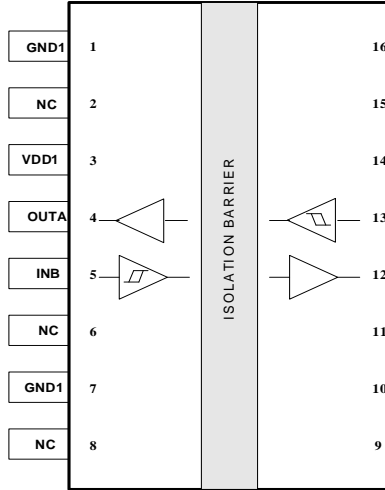 GND1 1 16
NC 2 15
VDD1 3 14
OUTA 4 13
INB 5 12
NC 6 11
GND1 7 10
NC 8 9
ISOLATION BARRIER